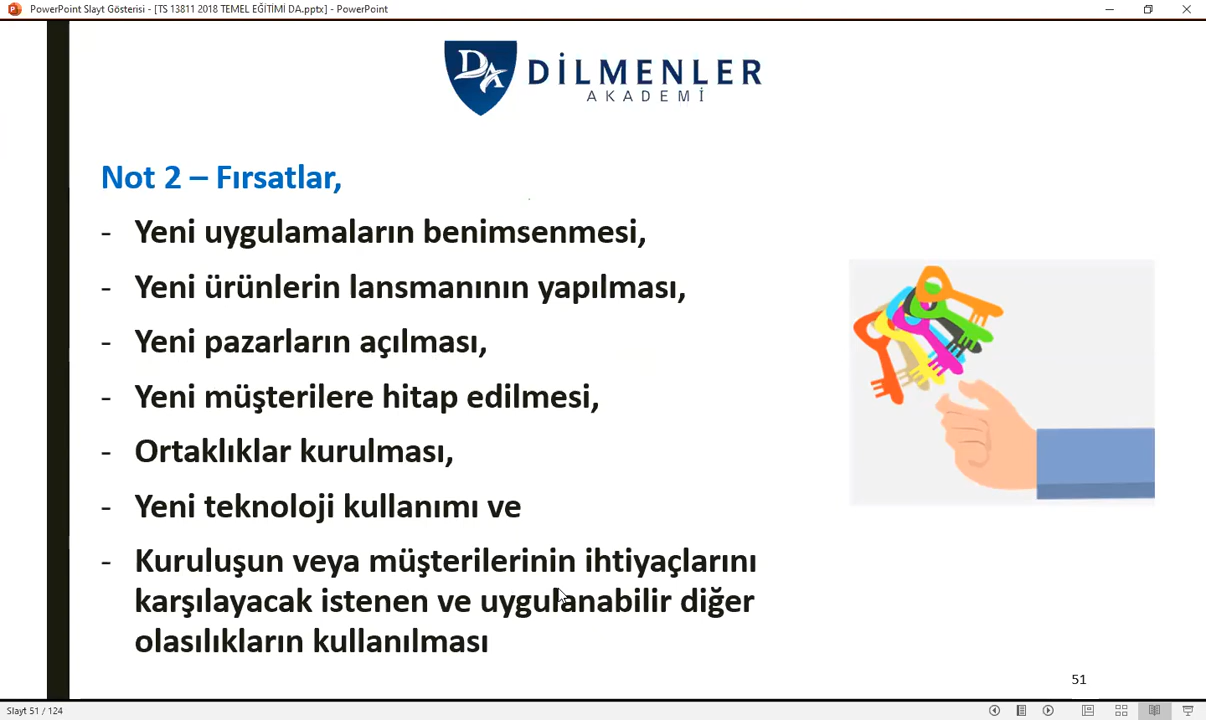 PowerPoint Slayt Gösterisi - [TS 13811 2018 TEMEL EĞİTİMİ DA.pptx] - PowerPoint
DA DİLMENLER
AKADEMİ
Not 2 – Fırsatlar,
- Yeni uygulamaların benimsenmesi,
- Yeni ürünlerin lansmanının yapılması,
- Yeni pazarların açılması,
- Yeni müşterilere hitap edilmesi,
- Ortaklıklar kurulması,
- Yeni teknoloji kullanımı ve
- Kuruluşun veya müşterilerinin ihtiyaçlarını
karşılayacak istenen ve uygulanabilir diğer
olasılıkların kullanılması
51
Slayt 51 / 124